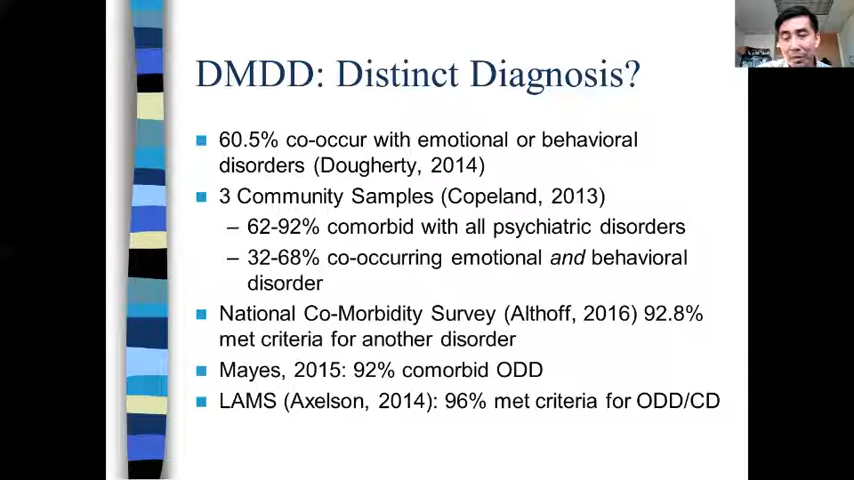 DMDD: Distinct Diagnosis?
60.5% co-occur with emotional or behavioral
disorders (Dougherty, 2014)
3 Community Samples (Copeland, 2013)
– 62-92% comorbid with all psychiatric disorders
– 32-68% co-occurring emotional and behavioral
disorder
National Co-Morbidity Survey (Althoff, 2016) 92.8%
met criteria for another disorder
Mayes, 2015: 92% comorbid ODD
LAMS (Axelson, 2014): 96% met criteria for ODD/CD